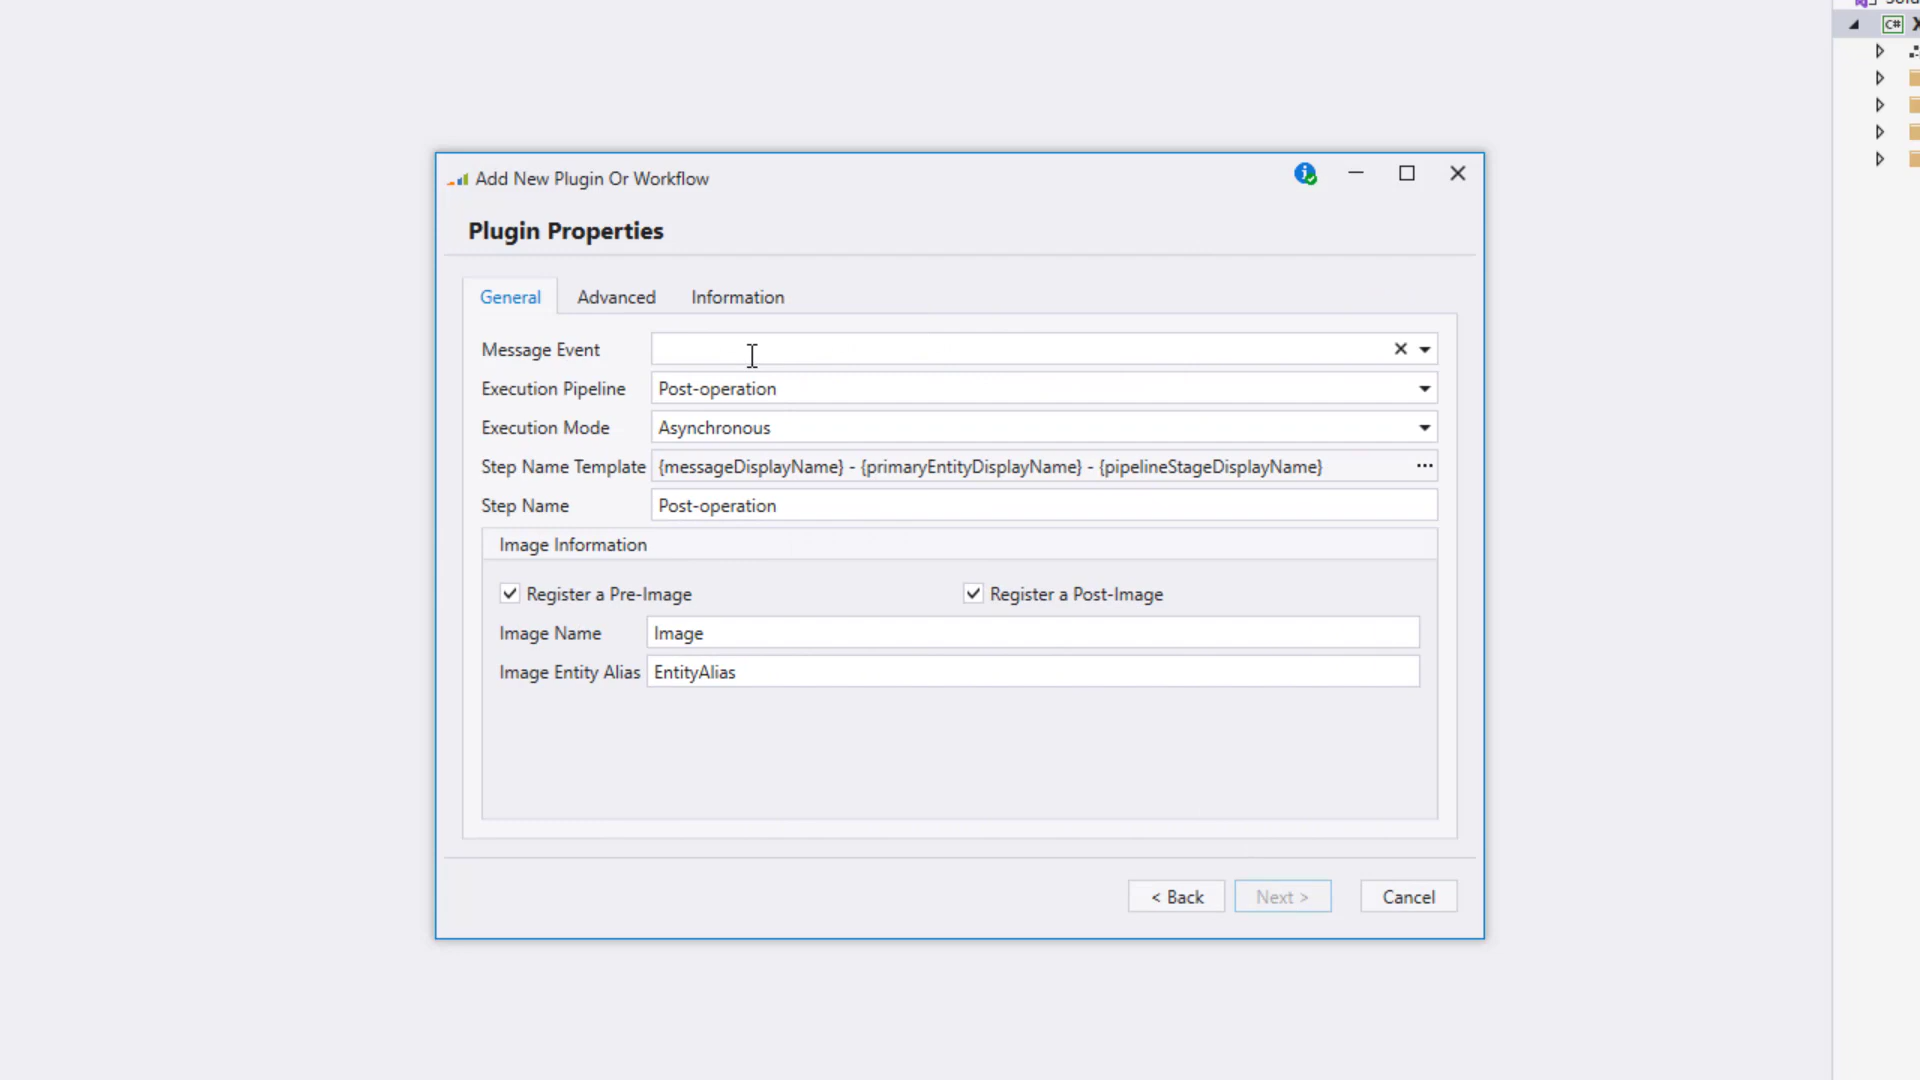 Add New Plugin Or Workflow
Plugin Properties
General Advanced Information
Message Event
Execution Pipeline Post-operation
Execution Mode Asynchronous
Step Name Template {messageDisplayName} - {primaryEntityDisplayName} - {pipelineStageDisplayName} ...
Step Name Post-operation
Image Information
Register a Pre-Image Register a Post-Image
Image Name Image
Image Entity Alias EntityAlias
< Back Next > Cancel
C#